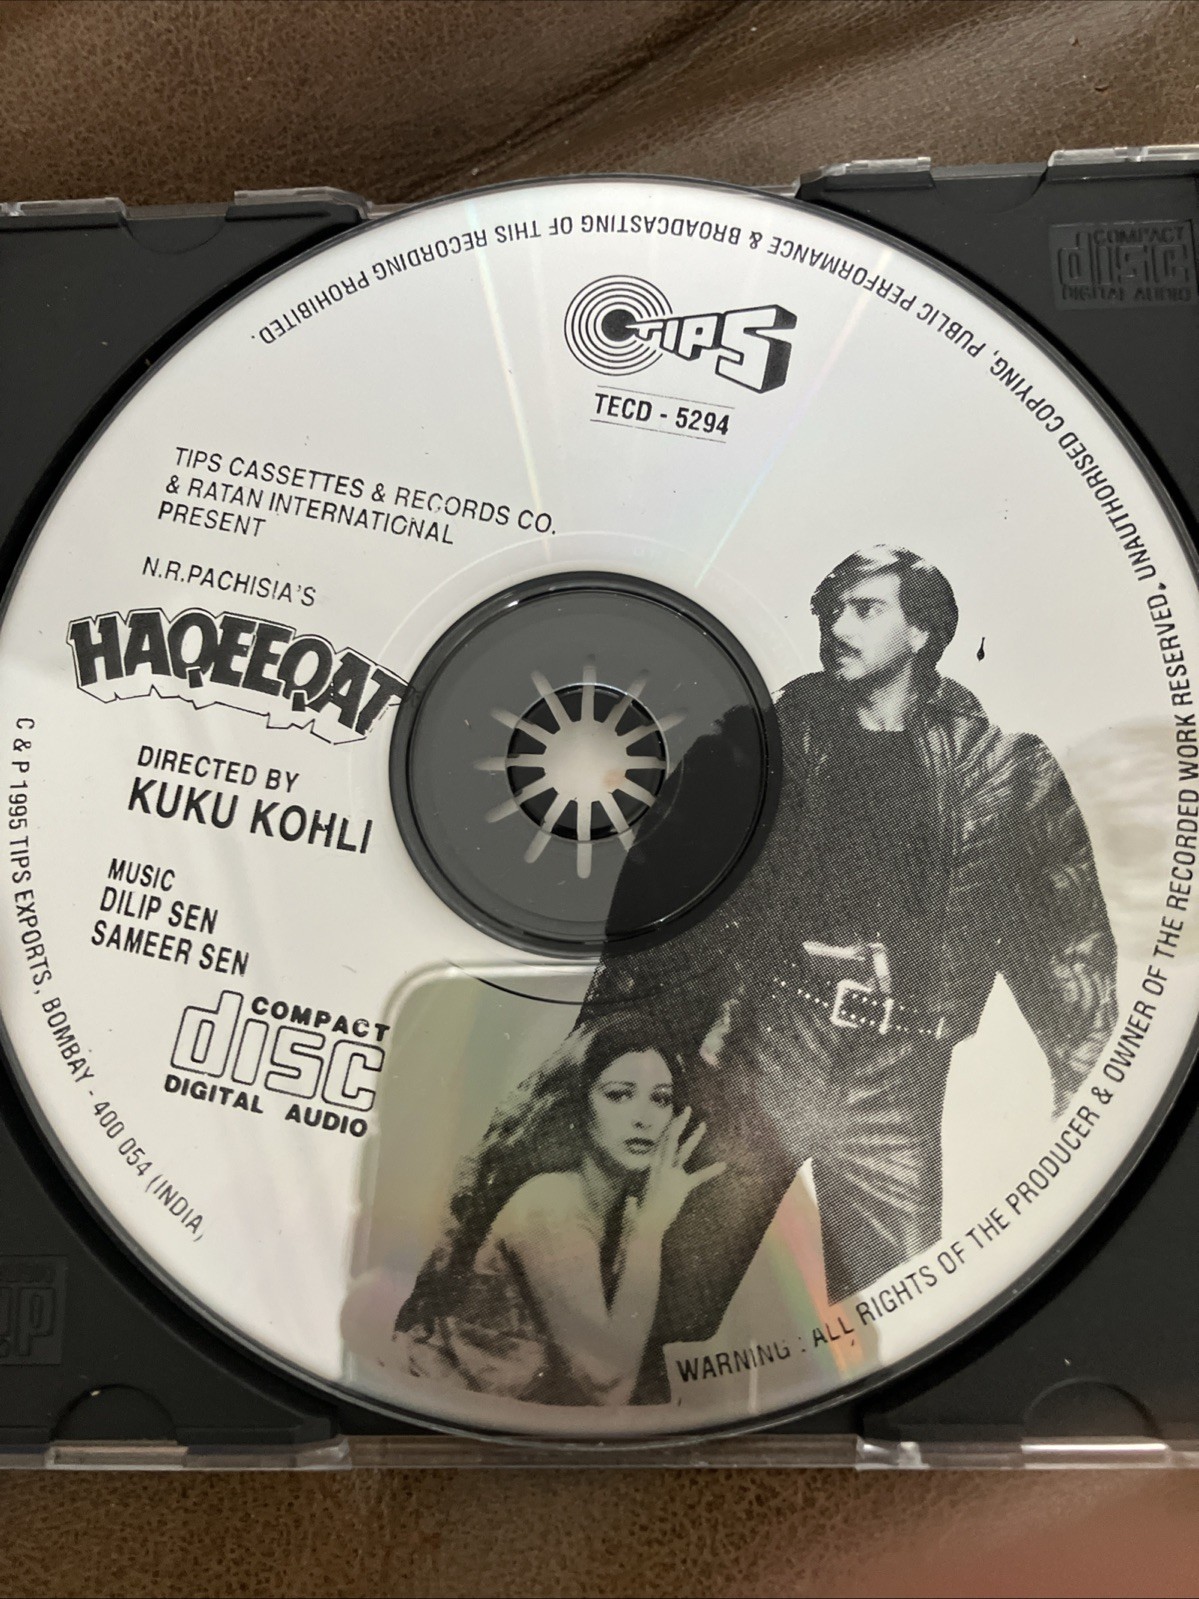 TIPS
TECD - 5294
TIPS CASSETTES & RECORDS CO.
& RATAN INTERNATIONAL
PRESENT
N.R.PACHISIA'S
HAQEEQAT
DIRECTED BY
KUKU KOHLI
MUSIC
DILIP SEN
SAMEER SEN
COMPACT
disc
DIGITAL AUDIO
C & P 1995 TIPS EXPORTS, BOMBAY - 400 054 (INDIA,
WARNING : ALL RIGHTS OF THE PRODUCER & OWNER OF THE RECORDED WORK RESERVED. UNAUTHORISED COPYING, PUBLIC PERFORMANCE & BROADCASTING OF THIS RECORDING PROHIBITED.
COMPACT
disc
DIGITAL AUDIO